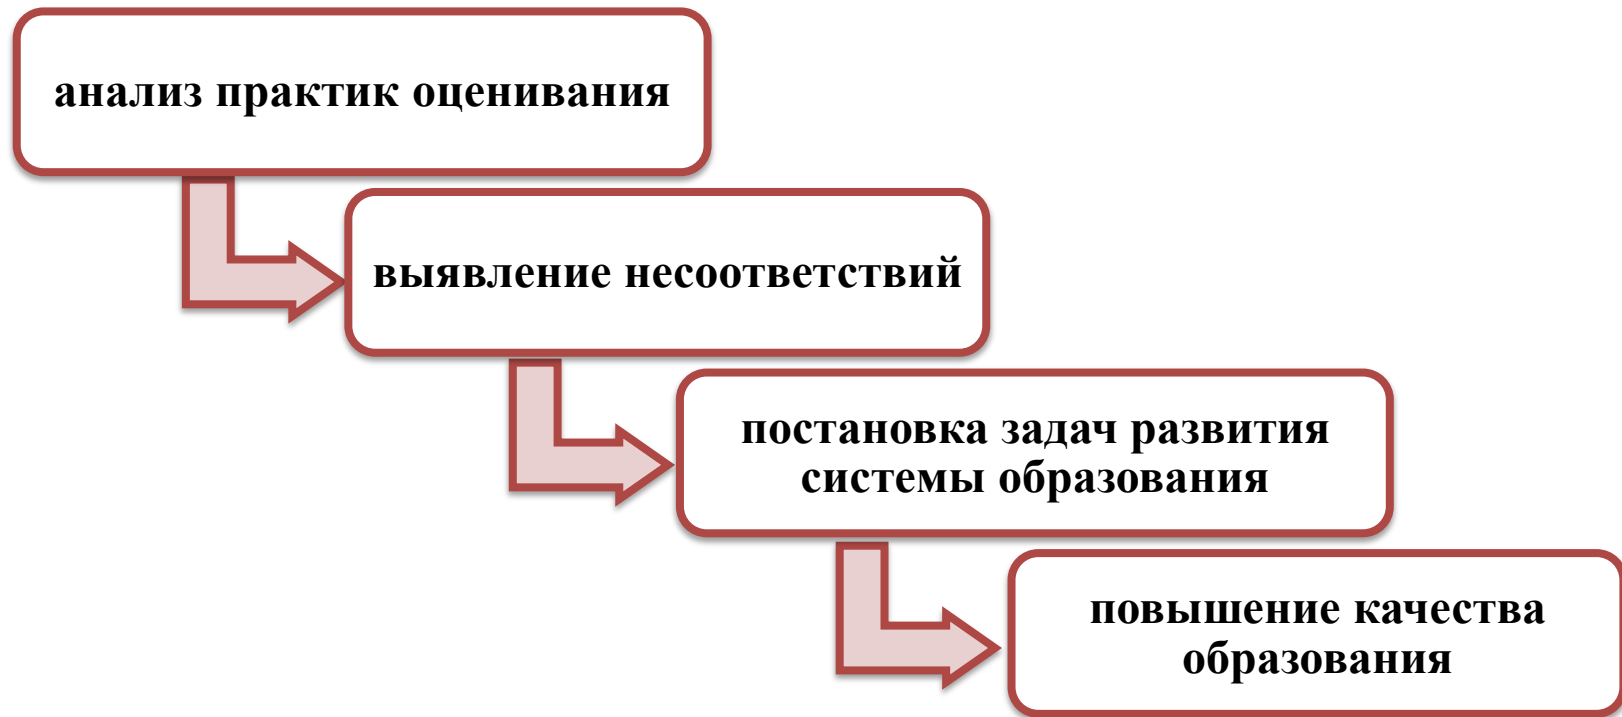 анализ практик оценивания
выявление несоответствий
постановка задач развития
системы образования
повышение качества
образования